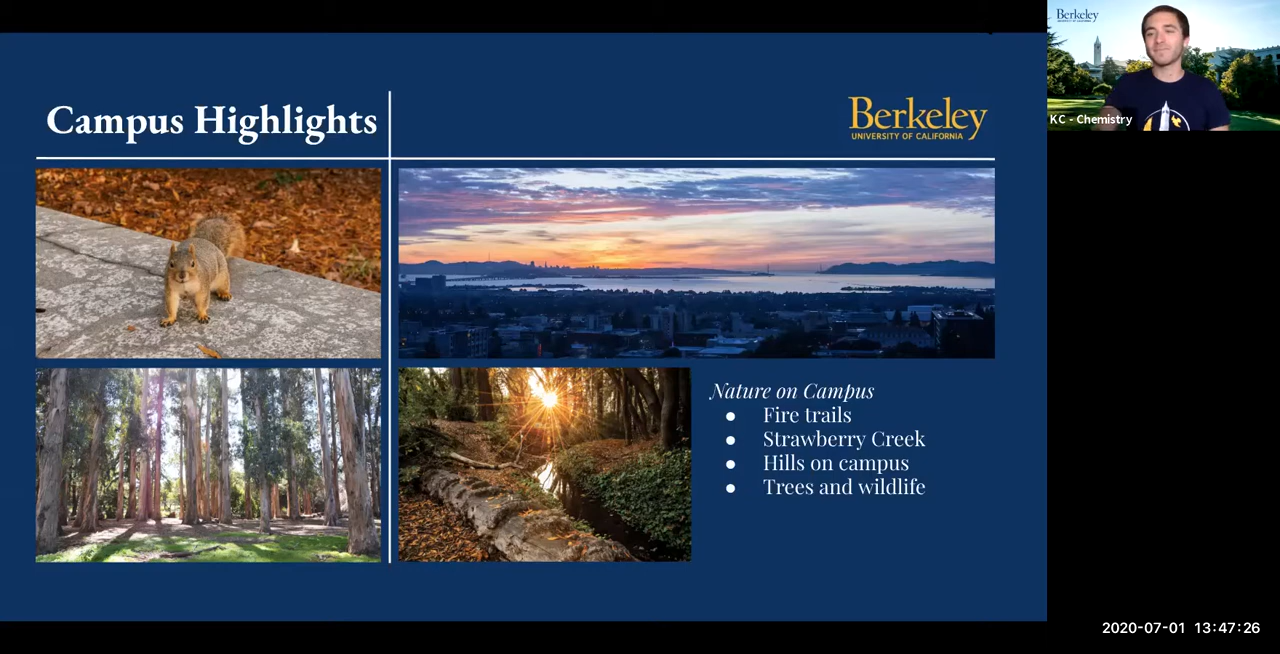 Campus Highlights
Berkeley
UNIVERSITY OF CALIFORNIA
Nature on Campus
● Fire trails
● Strawberry Creek
● Hills on campus
● Trees and wildlife
Berkeley
KC - Chemistry
2020-07-01 13:47:26